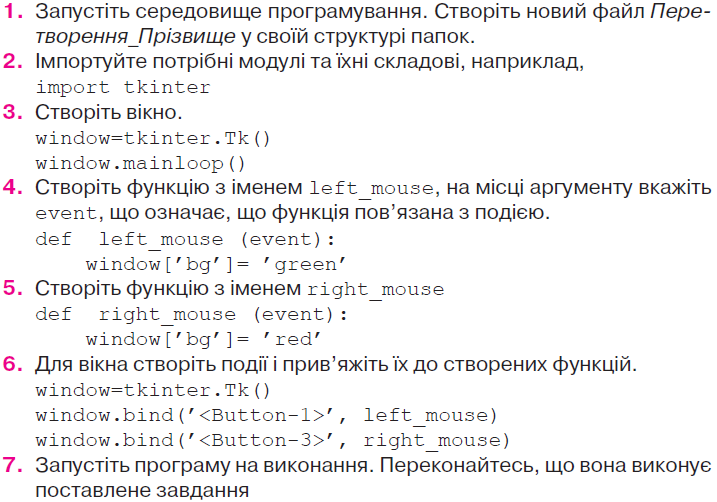 1. Запустіть середовище програмування. Створіть новий файл Пере-
творення_Прізвище у своїй структурі папок.
2. Імпортуйте потрібні модулі та їхні складові, наприклад,
import tkinter
3. Створіть вікно.
window=tkinter.Tk()
window.mainloop()
4. Створіть функцію з іменем left_mouse, на місці аргументу вкажіть
event, що означає, що функція пов’язана з подією.
def left_mouse (event):
window[’bg’]= ’green’
5. Створіть функцію з іменем right_mouse
def right_mouse (event):
window[’bg’]= ’red’
6. Для вікна створіть події і прив’яжіть їх до створених функцій.
window=tkinter.Tk()
window.bind(’<Button-1>’, left_mouse)
window.bind(’<Button-3>’, right_mouse)
7. Запустіть програму на виконання. Переконайтесь, що вона виконує
поставлене завдання